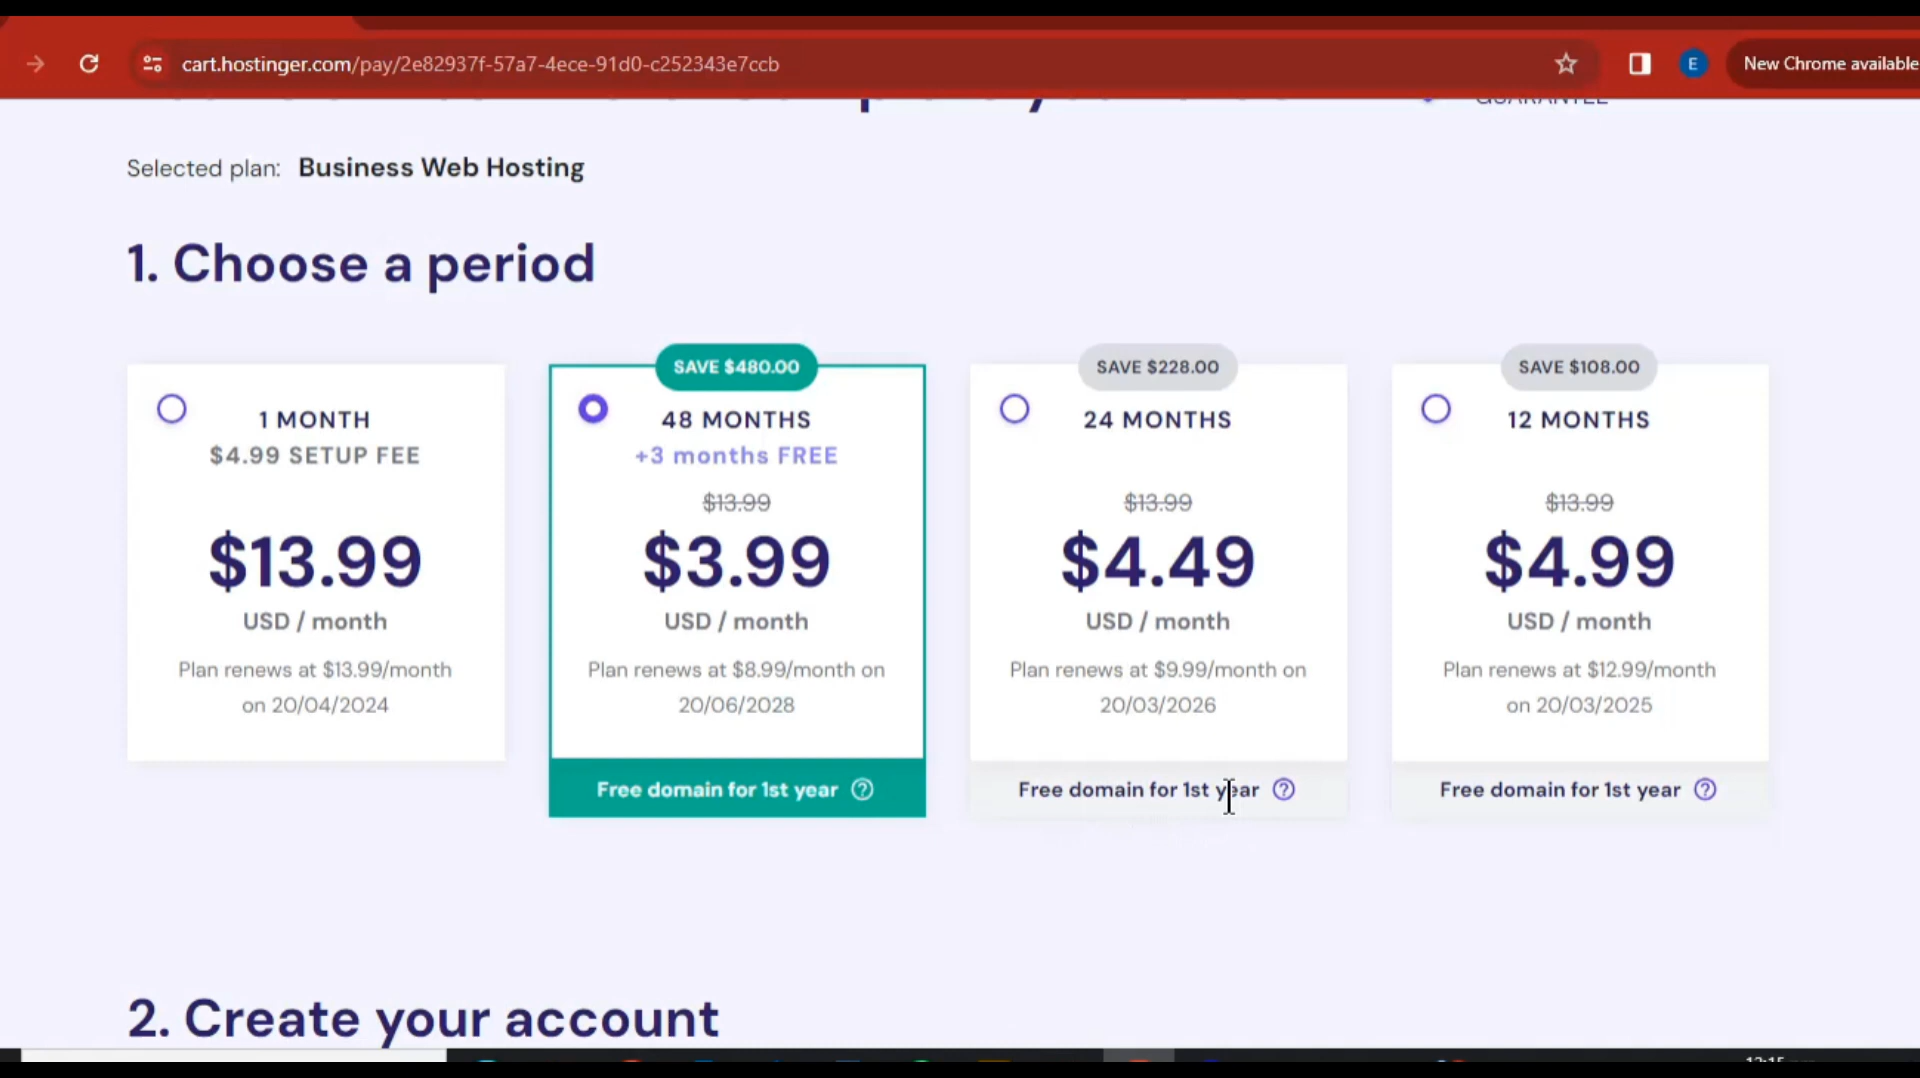 cart.hostinger.com/pay/2e82937f-57a7-4ece-91d0-c252343e7ccb
E
New Chrome available
GUARANTEE
Selected plan: Business Web Hosting
1. Choose a period
1 MONTH
$4.99 SETUP FEE
$13.99
USD / month
Plan renews at $13.99/month
on 20/04/2024
SAVE $480.00
48 MONTHS
+3 months FREE
$13.99
$3.99
USD / month
Plan renews at $8.99/month on
20/06/2028
Free domain for 1st year
SAVE $228.00
24 MONTHS
$13.99
$4.49
USD / month
Plan renews at $9.99/month on
20/03/2026
Free domain for 1st year
SAVE $108.00
12 MONTHS
$13.99
$4.99
USD / month
Plan renews at $12.99/month
on 20/03/2025
Free domain for 1st year
2. Create your account